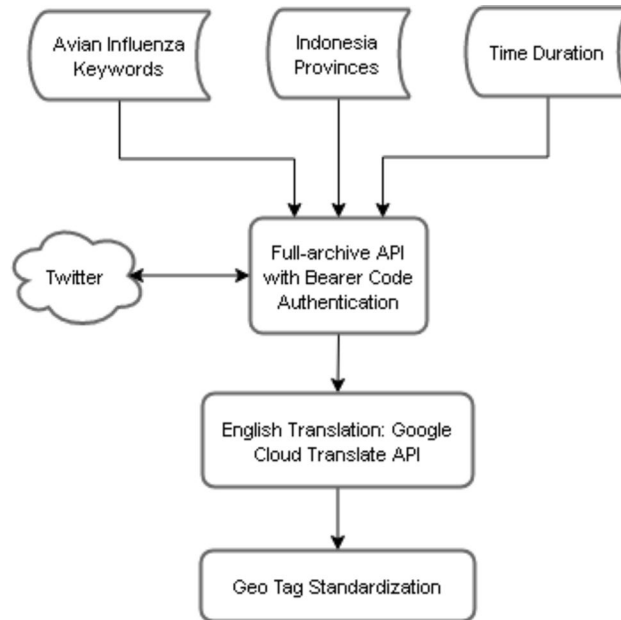 Avian Influenza
Keywords
Indonesia
Provinces
Time Duration
Full-archive API
with Bearer Code
Authentication
Twitter
English Translation: Google
Cloud Translate API
Geo Tag Standardization